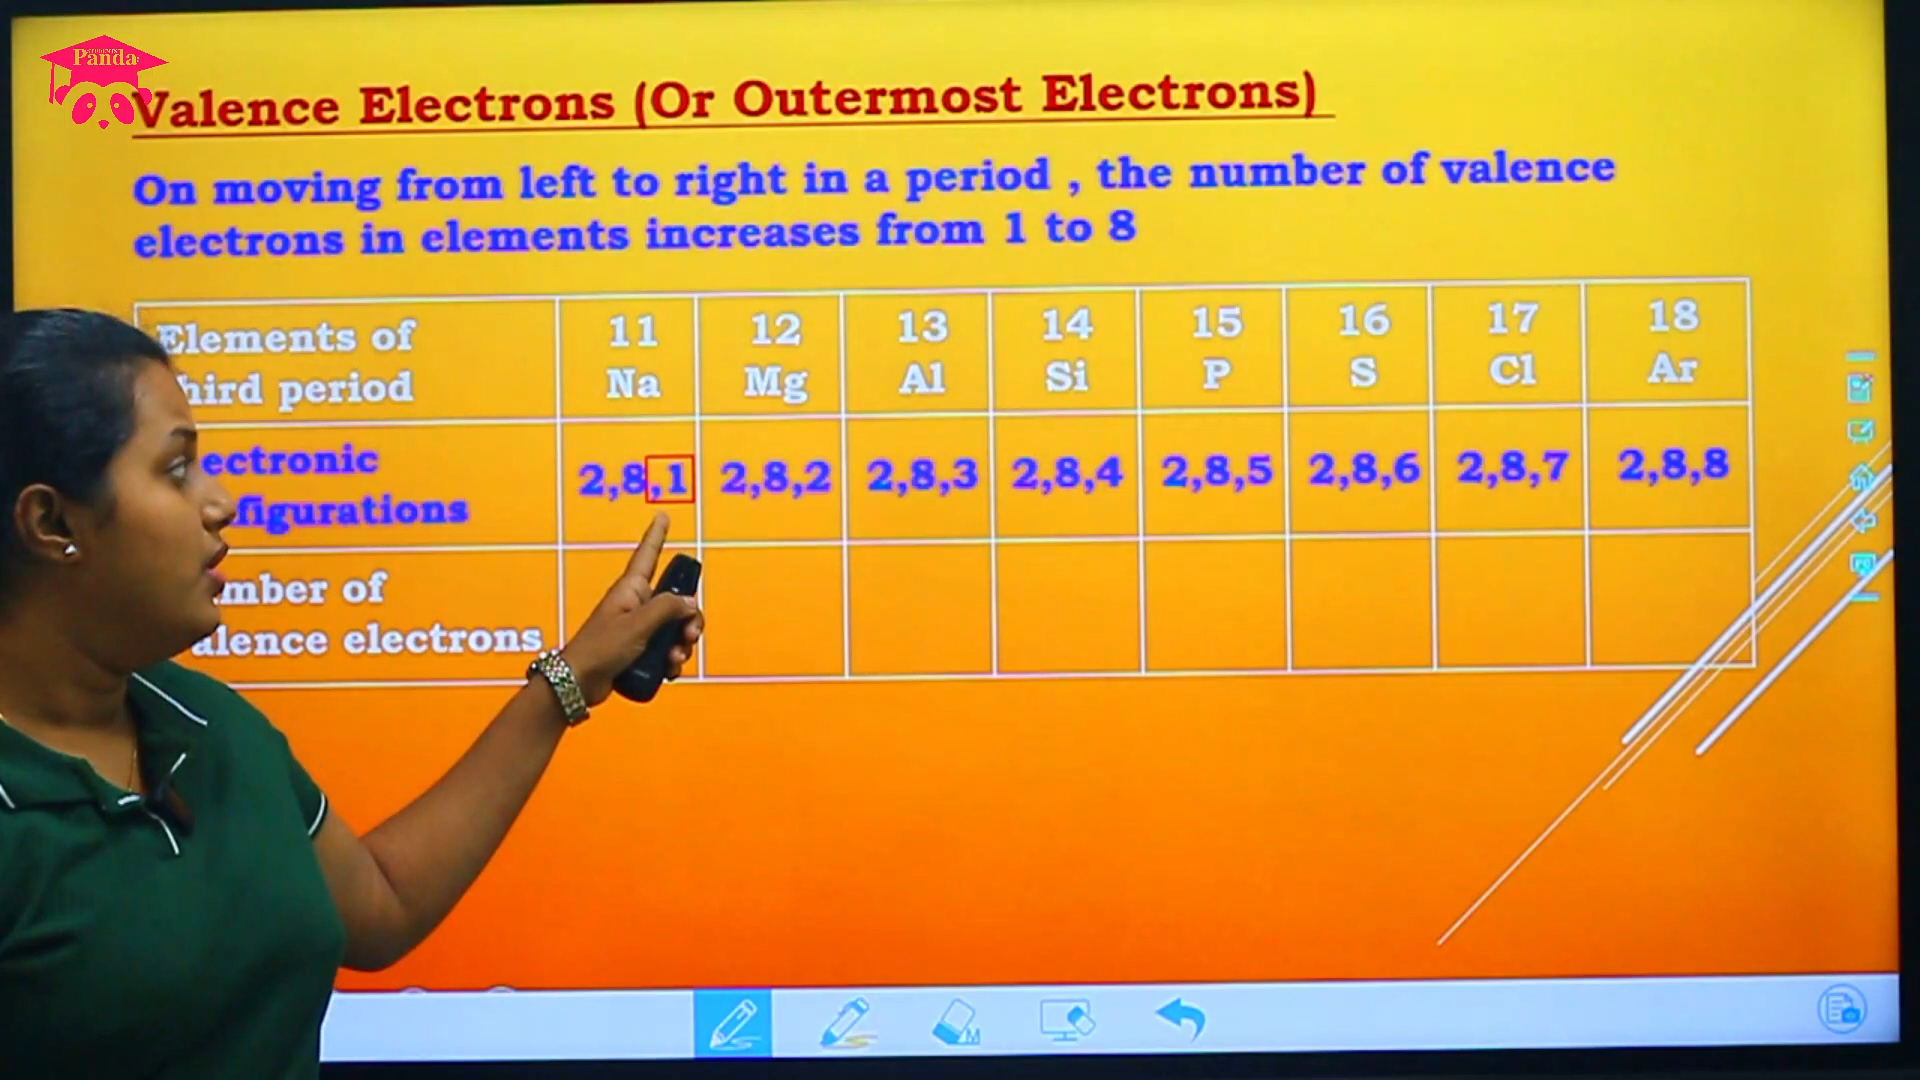 Panda
Valence Electrons (Or Outermost Electrons)
On moving from left to right in a period , the number of valence
electrons in elements increases from 1 to 8
Elements of
hird period
11
Na
12
Mg
13
Al
14
Si
15
P
16
S
17
Cl
18
Ar
ectronic
figurations
2,8,1
2,8,2
2,8,3
2,8,4
2,8,5
2,8,6
2,8,7
2,8,8
mber of
alence electrons
M